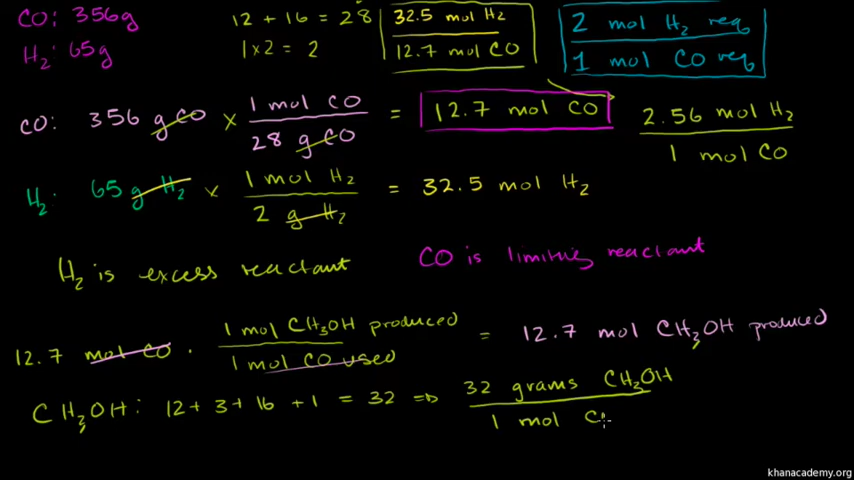 CO: 356g
12 + 16 = 28
32.5 mol H₂
2 mol H₂ req
H₂: 65g
1x2 = 2
12.7 mol CO
1 mol CO req
CO: 356 g CO x 1 mol CO = 12.7 mol CO
28 g CO
2.56 mol H₂
1 mol CO
H₂: 65 g H₂ x 1 mol H₂ = 32.5 mol H₂
2 g H₂
H₂ is excess reactant
CO is limiting reactant
12.7 mol CO · 1 mol CH₃OH produced = 12.7 mol CH₃OH produced
1 mol CO used
CH₃OH: 12 + 3 + 16 + 1 = 32 ⇒ 32 grams CH₃OH
1 mol C
khanacademy.org